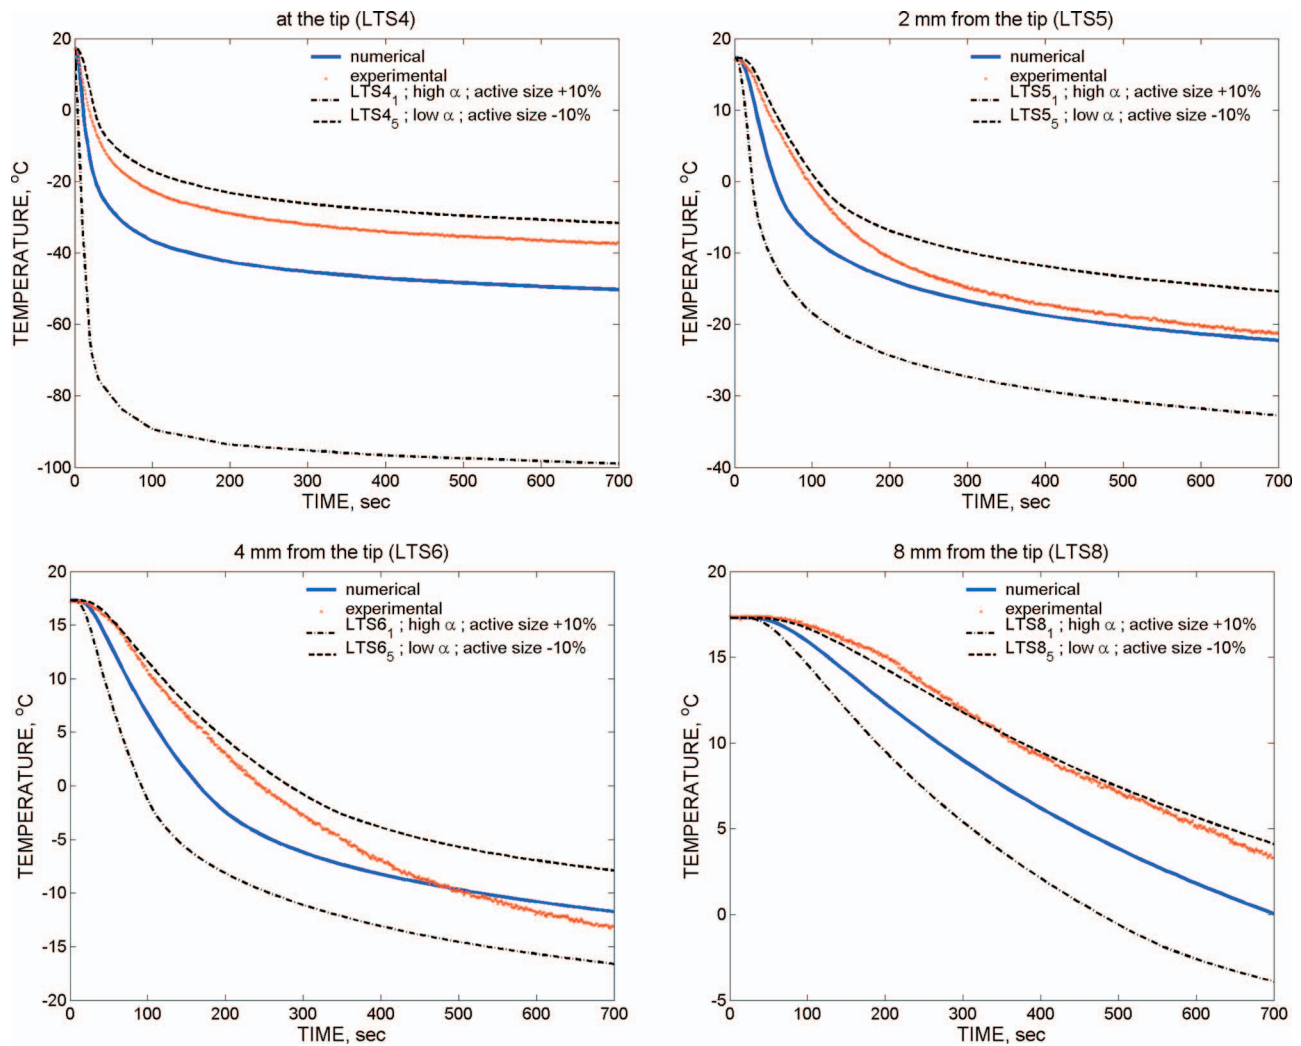 at the tip (LTS4)
numerical
experimental
LTS4₁ ; high α ; active size +10%
LTS4₅ ; low α ; active size -10%
20
0
-20
-40
-60
-80
-100
TEMPERATURE, °C
0 100 200 300 400 500 600 700
TIME, sec
2 mm from the tip (LTS5)
numerical
experimental
LTS5₁ ; high α ; active size +10%
LTS5₅ ; low α ; active size -10%
20
10
0
-10
-20
-30
-40
TEMPERATURE, °C
0 100 200 300 400 500 600 700
TIME, sec
4 mm from the tip (LTS6)
numerical
experimental
LTS6₁ ; high α ; active size +10%
LTS6₅ ; low α ; active size -10%
20
15
10
5
0
-5
-10
-15
-20
TEMPERATURE, °C
0 100 200 300 400 500 600 700
TIME, sec
8 mm from the tip (LTS8)
numerical
experimental
LTS8₁ ; high α ; active size +10%
LTS8₅ ; low α ; active size -10%
20
15
10
5
0
-5
TEMPERATURE, °C
0 100 200 300 400 500 600 700
TIME, sec